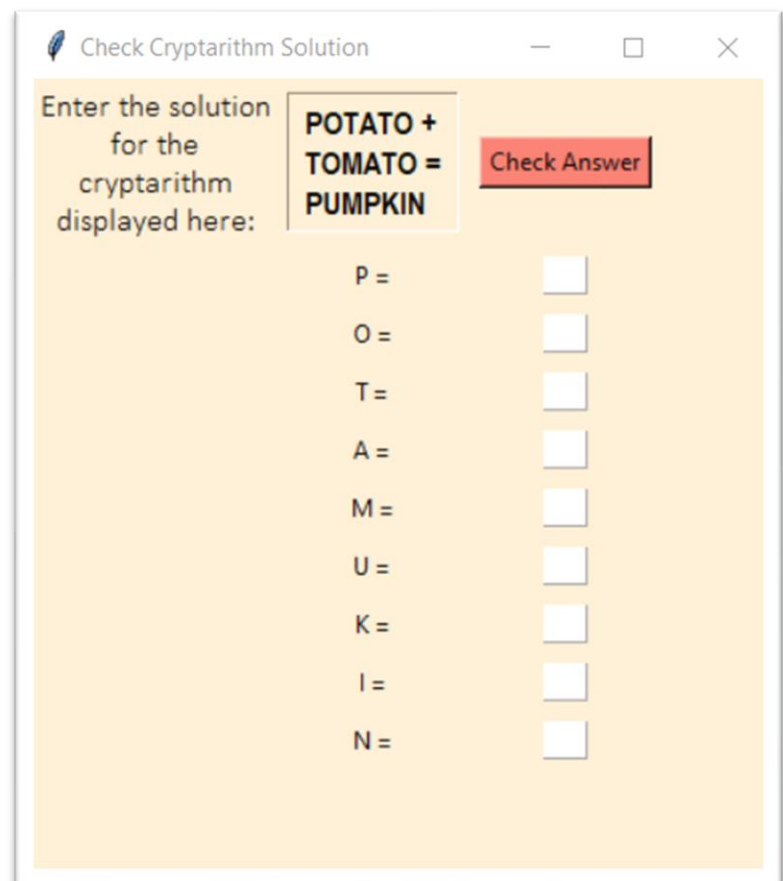 Check Cryptarithm Solution
Enter the solution
for the
cryptarithm
displayed here:
POTATO +
TOMATO =
PUMPKIN
Check Answer
P =
O =
T =
A =
M =
U =
K =
I =
N =